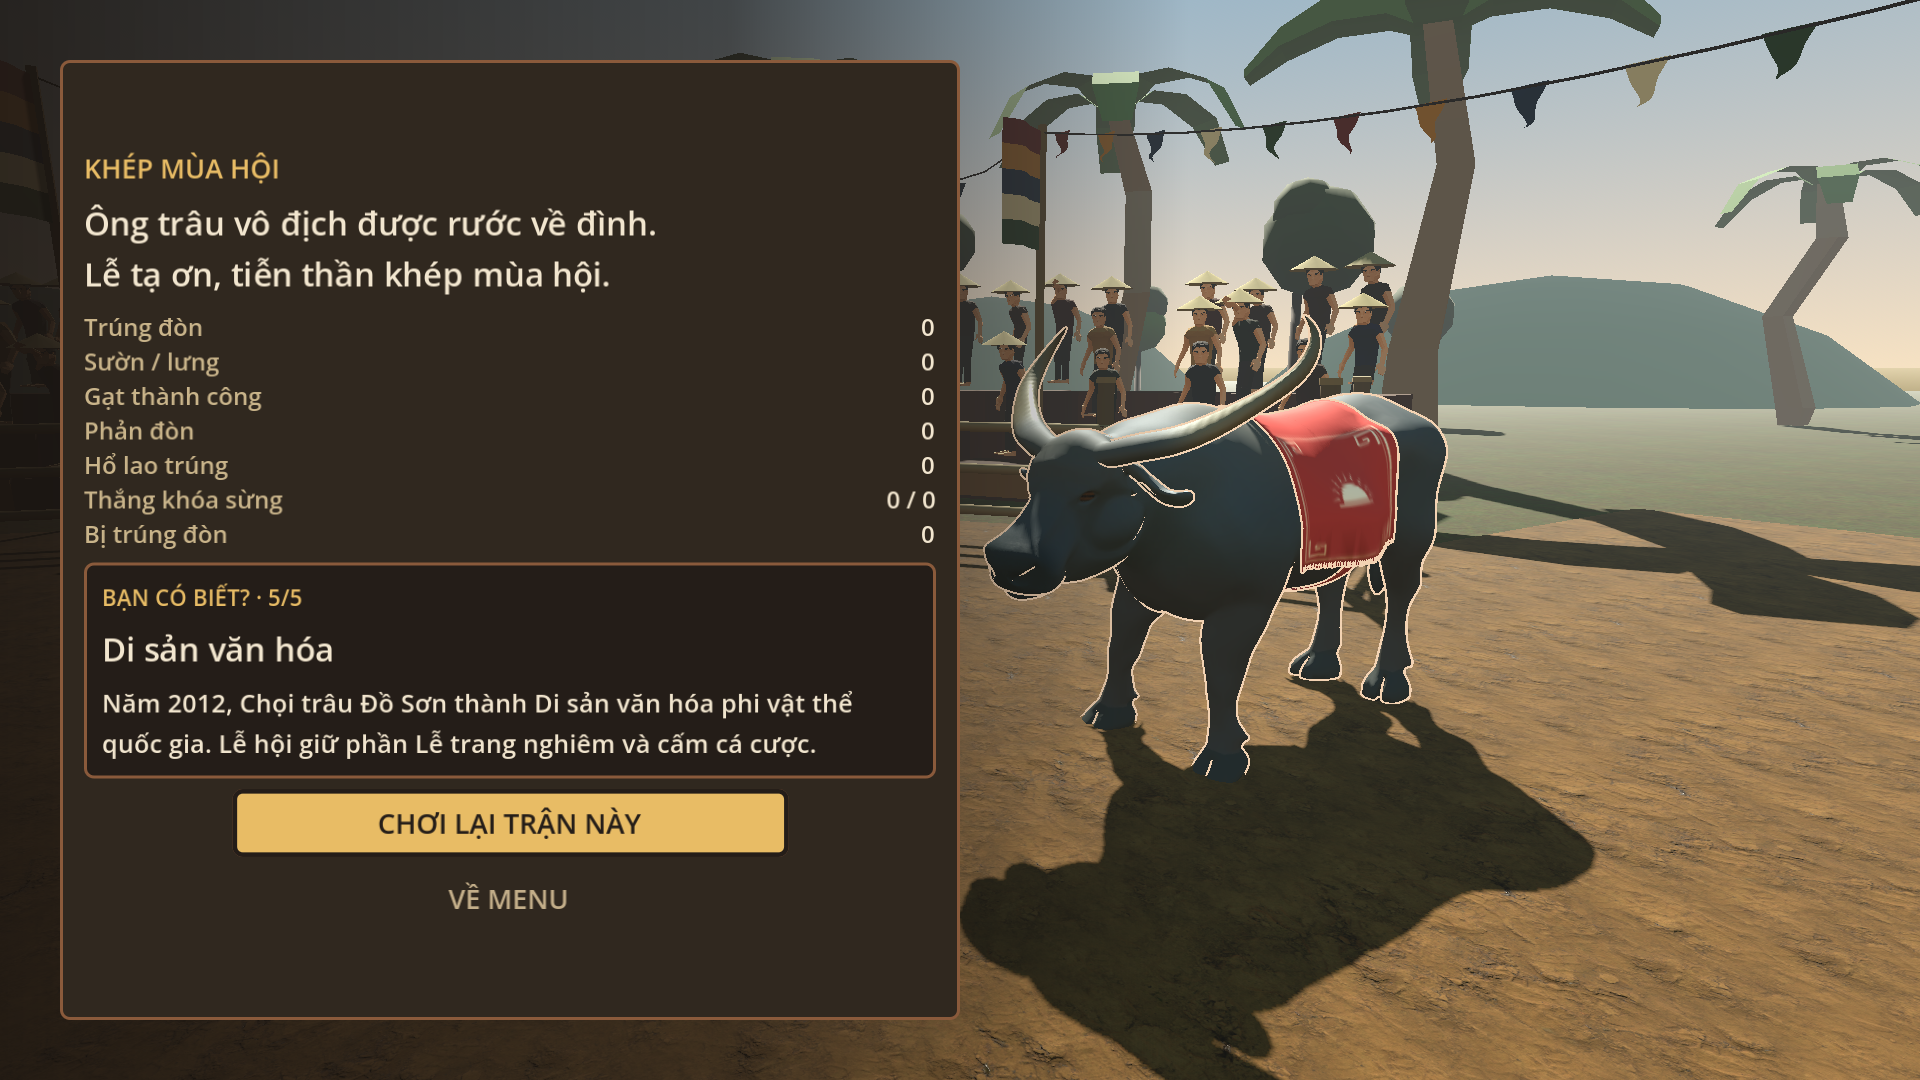 KHÉP MÙA HỘI
Ông trâu vô địch được rước về đình.
Lễ tạ ơn, tiễn thần khép mùa hội.
Trúng đòn 0
Sườn / lưng 0
Gạt thành công 0
Phản đòn 0
Hổ lao trúng 0
Thắng khóa sừng 0 / 0
Bị trúng đòn 0
BẠN CÓ BIẾT? · 5/5
Di sản văn hóa
Năm 2012, Chọi trâu Đồ Sơn thành Di sản văn hóa phi vật thể
quốc gia. Lễ hội giữ phần Lễ trang nghiêm và cấm cá cược.
CHƠI LẠI TRẬN NÀY
VỀ MENU